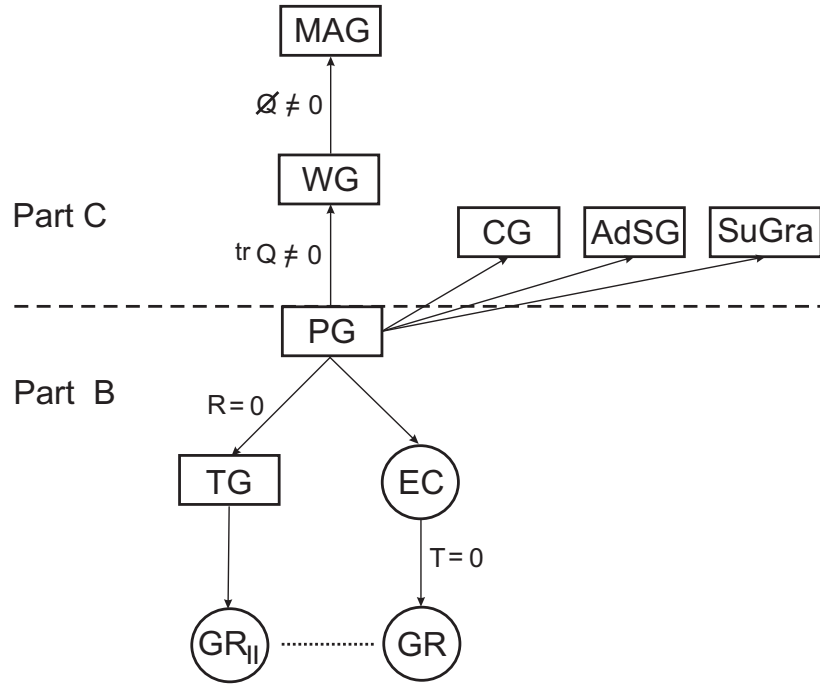 MAG
Q̸ ≠ 0
WG
Part C
CG
AdSG
SuGra
tr Q ≠ 0
PG
Part B
R = 0
TG
EC
T = 0
GR||
GR